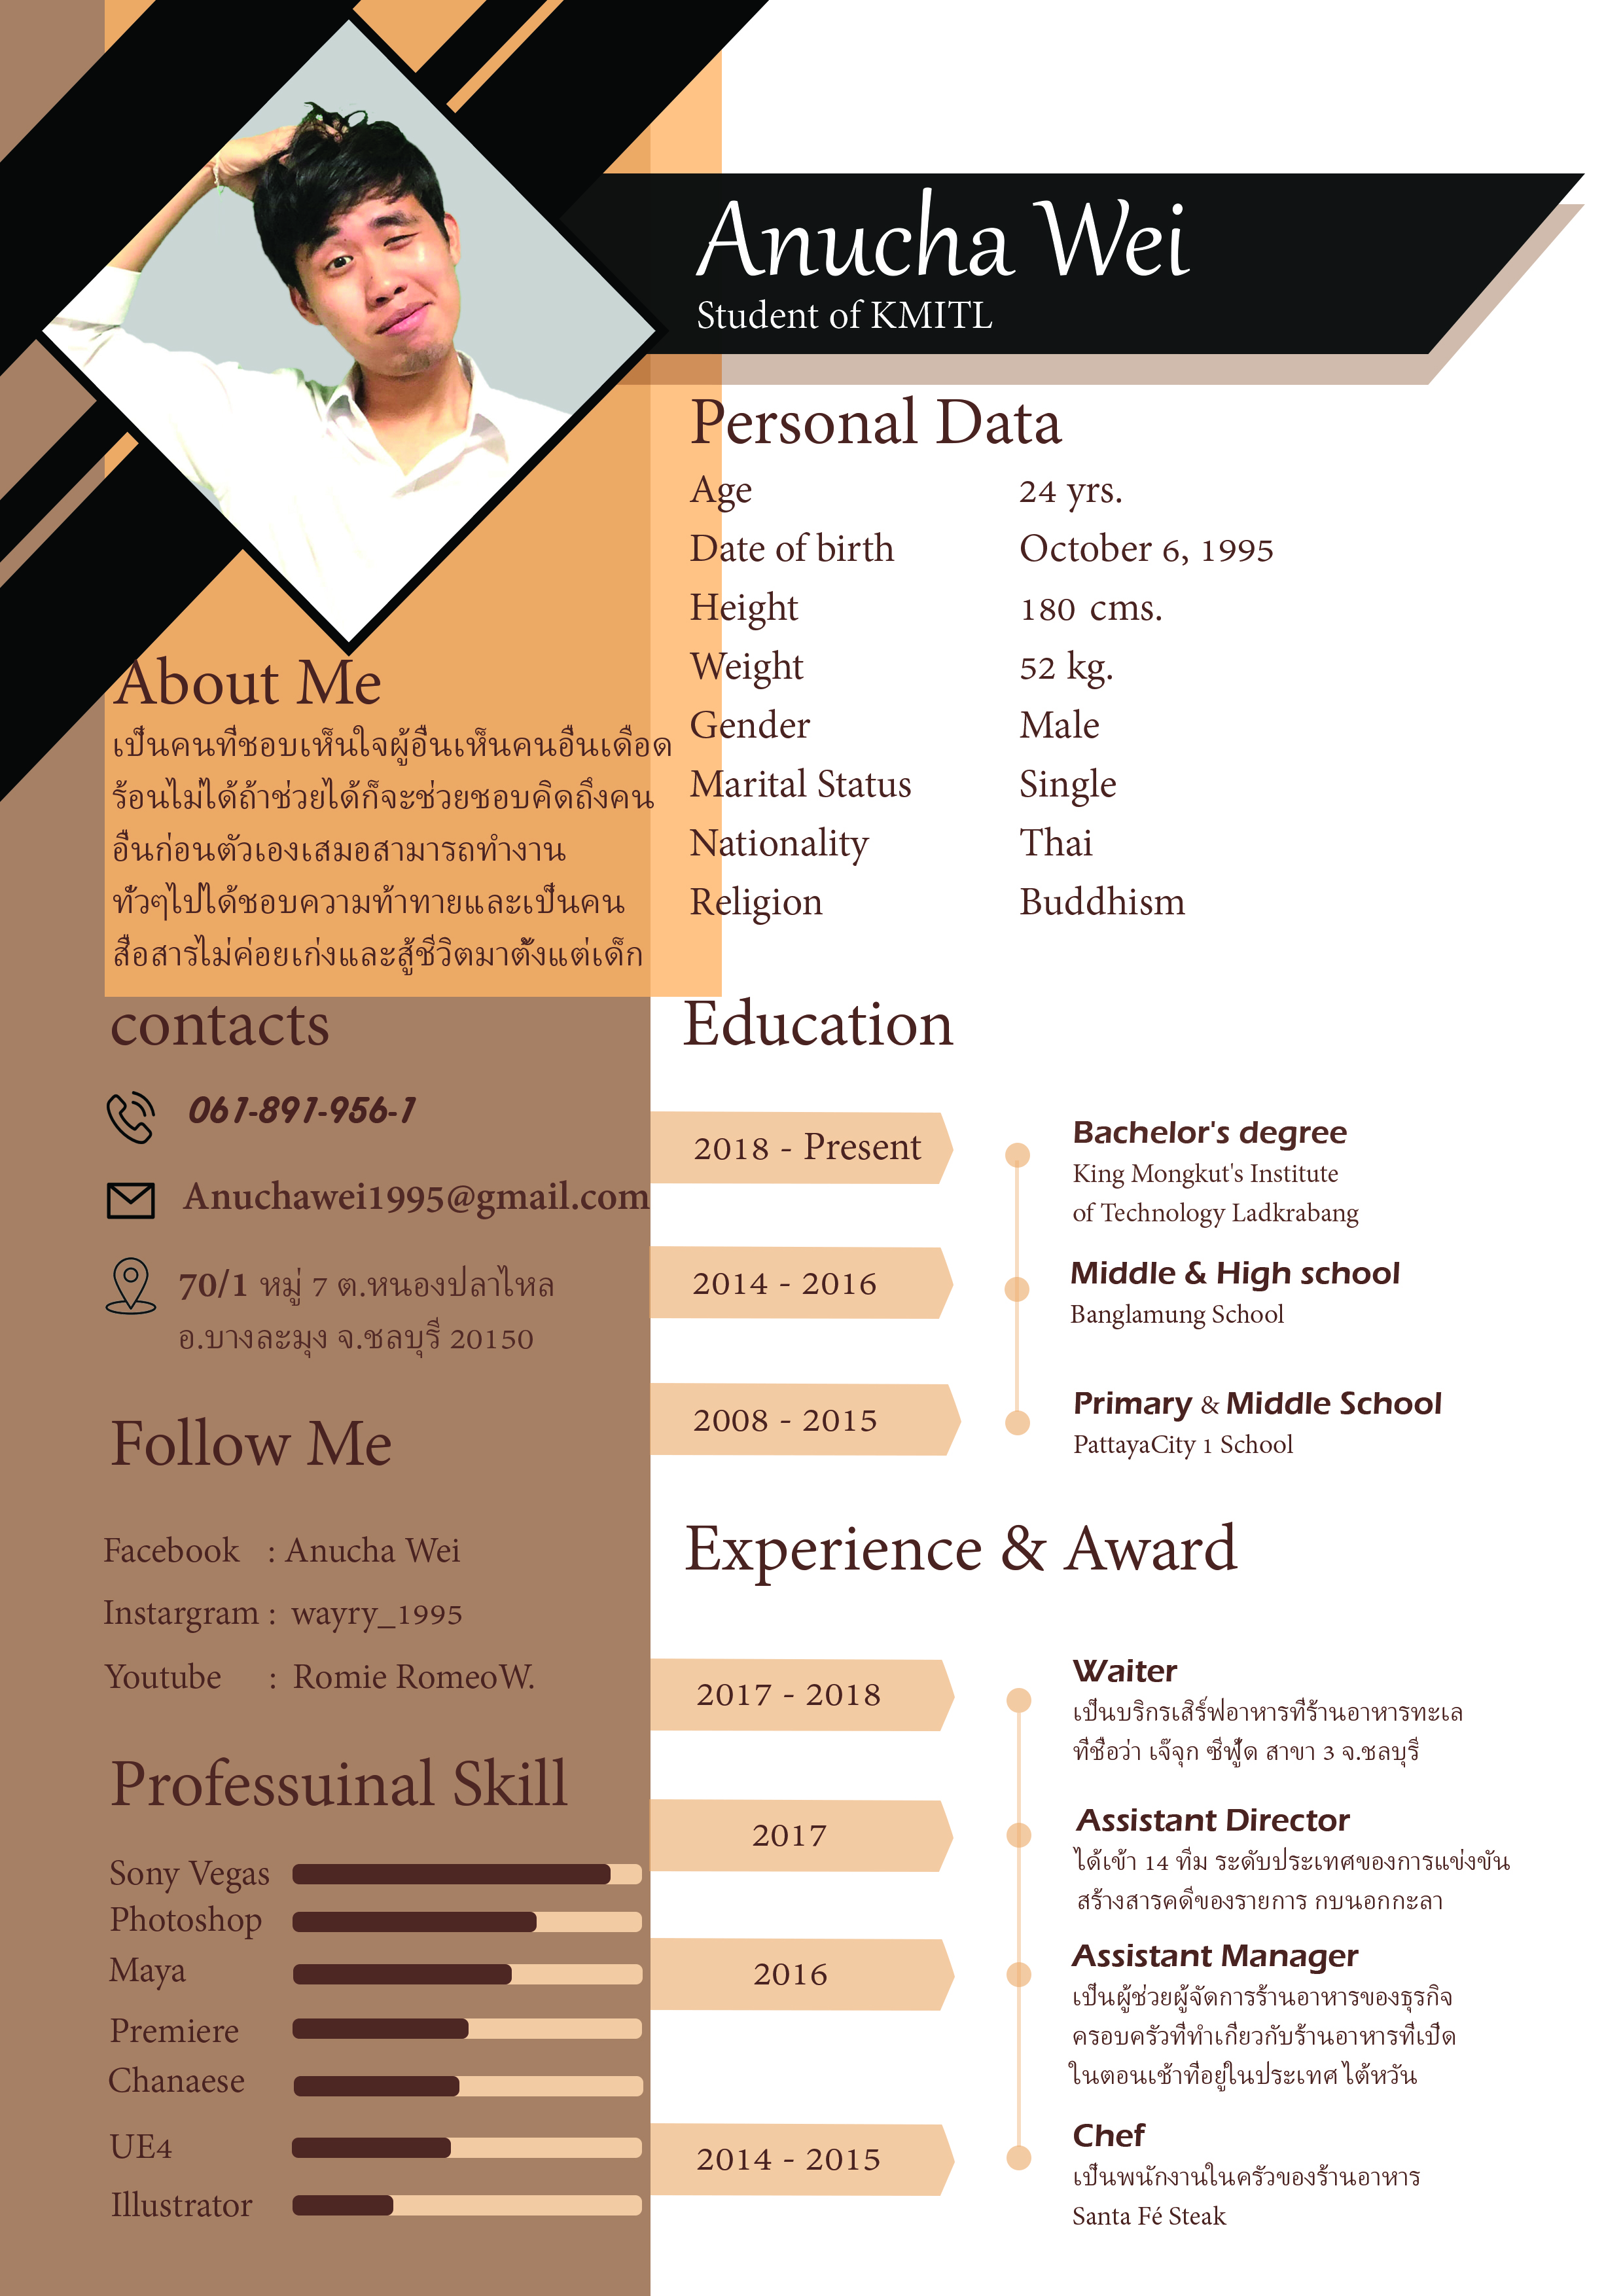 Anucha Wei
Student of KMITL
Personal Data
Age 24 yrs.
Date of birth October 6, 1995
Height 180 cms.
Weight 52 kg.
Gender Male
Marital Status Single
Nationality Thai
Religion Buddhism
About Me
เป็นคนที่ชอบเห็นใจผู้อื่นเห็นคนอื่นเดือด
ร้อนไม่ได้ถ้าช่วยได้ก็จะช่วยชอบคิดถึงคน
อื่นก่อนตัวเองเสมอสามารถทำงาน
ทั่วๆไปได้ชอบความท้าทายและเป็นคน
สื่อสารไม่ค่อยเก่งและสู้ชีวิตมาตั้งแต่เด็ก
contacts
061-891-956-1
Anuchawei1995@gmail.com
70/1 หมู่ 7 ต.หนองปลาไหล
อ.บางละมุง จ.ชลบุรี 20150
Follow Me
Facebook : Anucha Wei
Instargram : wayry_1995
Youtube : Romie RomeoW.
Professuinal Skill
Sony Vegas
Photoshop
Maya
Premiere
Chanaese
UE4
Illustrator
Education
2018 - Present
Bachelor's degree
King Mongkut's Institute
of Technology Ladkrabang
2014 - 2016
Middle & High school
Banglamung School
2008 - 2015
Primary & Middle School
PattayaCity 1 School
Experience & Award
2017 - 2018
Waiter
เป็นบริกรเสิร์ฟอาหารที่ร้านอาหารทะเล
ที่ชื่อว่า เจ๊จุก ซีฟู้ด สาขา 3 จ.ชลบุรี
2017
Assistant Director
ได้เข้า 14 ทีม ระดับประเทศของการแข่งขัน
สร้างสารคดีของรายการ กบนอกกะลา
2016
Assistant Manager
เป็นผู้ช่วยผู้จัดการร้านอาหารของธุรกิจ
ครอบครัวที่ทำเกี่ยวกับร้านอาหารที่เปิด
ในตอนเช้าที่อยู่ในประเทศ ไต้หวัน
2014 - 2015
Chef
เป็นพนักงานในครัวของร้านอาหาร
Santa Fé Steak